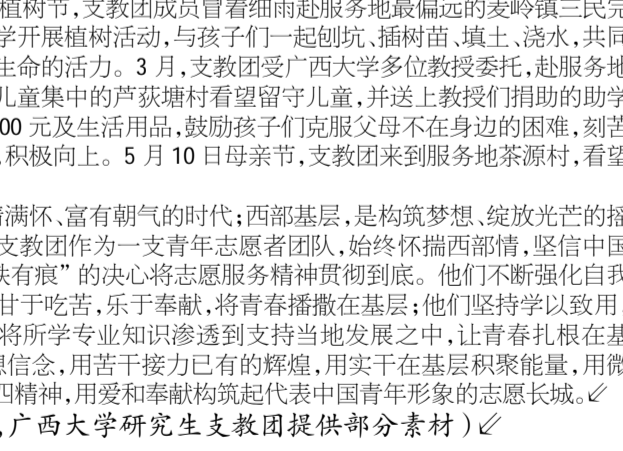 植树节,支教团成员冒着细雨赴服务地最偏远的麦岭镇三民完
学开展植树活动,与孩子们一起刨坑、插树苗、填土、浇水,共同
生命的活力。3 月,支教团受广西大学多位教授委托,赴服务地
儿童集中的芦荻塘村看望留守儿童,并送上教授们捐助的助学
00 元及生活用品,鼓励孩子们克服父母不在身边的困难,刻苦
,积极向上。5 月 10 日母亲节,支教团来到服务地茶源村,看望
情满怀、富有朝气的时代;西部基层,是构筑梦想、绽放光芒的摇
支教团作为一支青年志愿者团队,始终怀揣西部情,坚信中国
铁有痕”的决心将志愿服务精神贯彻到底。他们不断强化自我
甘于吃苦,乐于奉献,将青春播撒在基层;他们坚持学以致用,
将所学专业知识渗透到支持当地发展之中,让青春扎根在基
想信念,用苦干接力已有的辉煌,用实干在基层积聚能量,用微
四精神,用爱和奉献构筑起代表中国青年形象的志愿长城。↙
,广西大学研究生支教团提供部分素材)↙